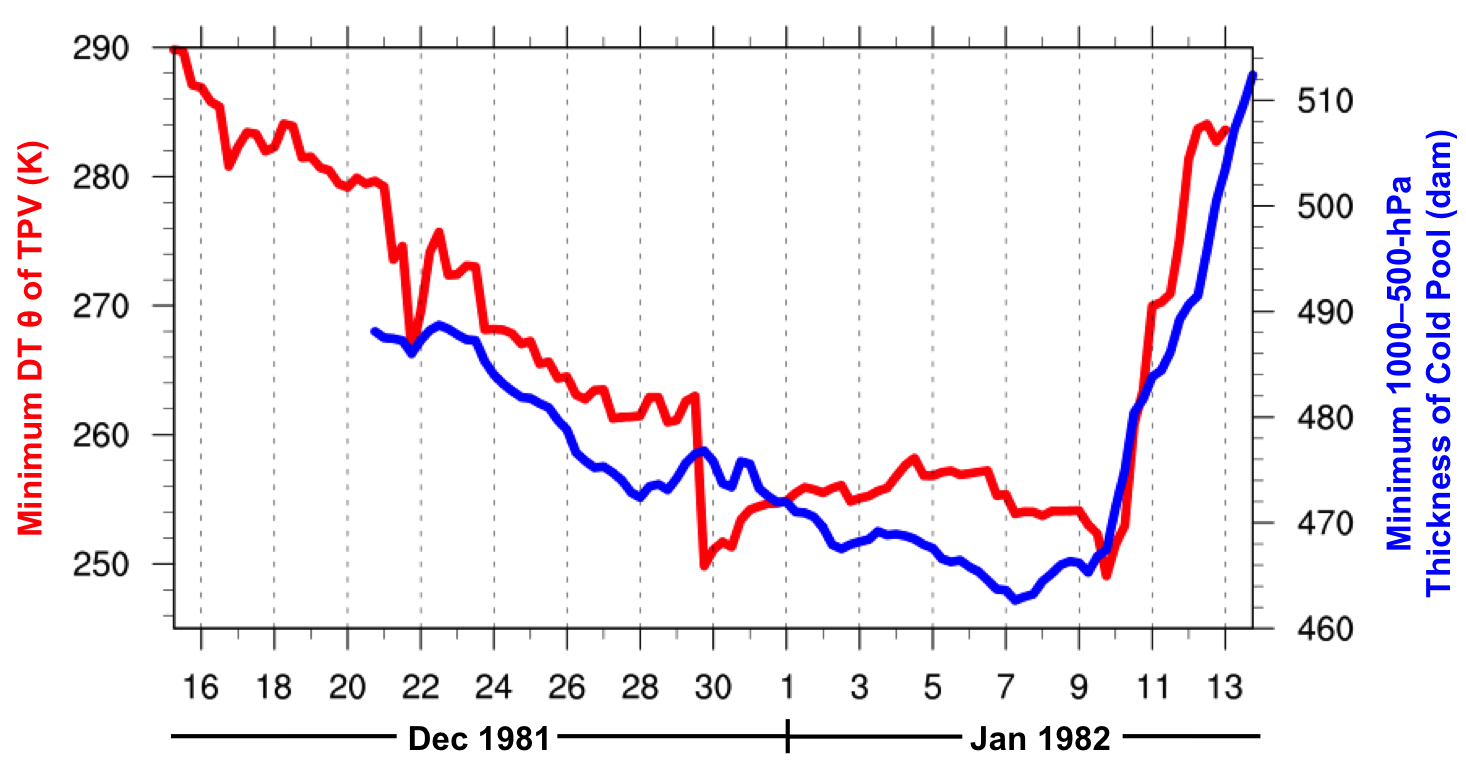 Minimum DT θ of TPV (K)
290
280
270
260
250
510
500
490
480
470
460
Minimum 1000–500-hPa
Thickness of Cold Pool (dam)
16 18 20 22 24 26 28 30 1 3 5 7 9 11 13
Dec 1981 Jan 1982